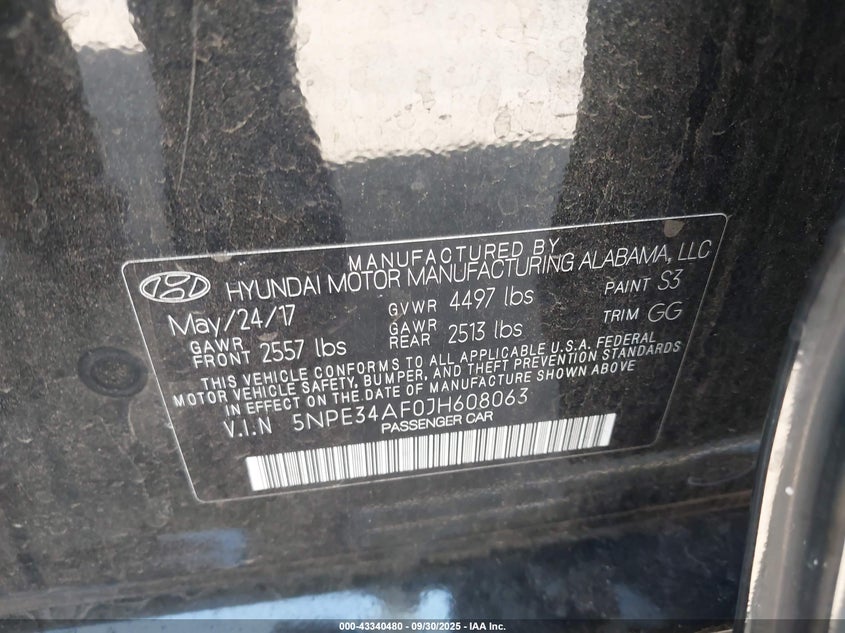 MANUFACTURED BY
HYUNDAI MOTOR MANUFACTURING ALABAMA, LLC
May/24/17 GVWR 4497 lbs PAINT S3
GAWR FRONT 2557 lbs GAWR REAR 2513 lbs TRIM GG
THIS VEHICLE CONFORMS TO ALL APPLICABLE U.S.A. FEDERAL
MOTOR VEHICLE SAFETY, BUMPER, AND THEFT PREVENTION STANDARDS
IN EFFECT ON THE DATE OF MANUFACTURE SHOWN ABOVE
V.I.N 5NPE34AF0JH608063
PASSENGER CAR
000-43340480 - 09/30/2025 - IAA Inc.